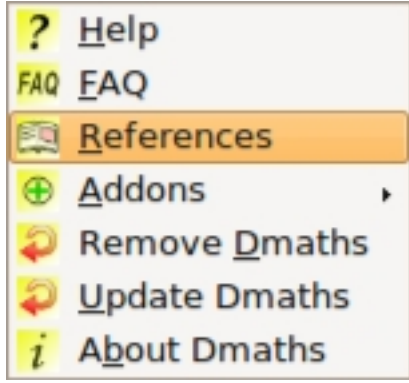 ? Help
FAQ FAQ
References
Addons
Remove Dmaths
Update Dmaths
i About Dmaths